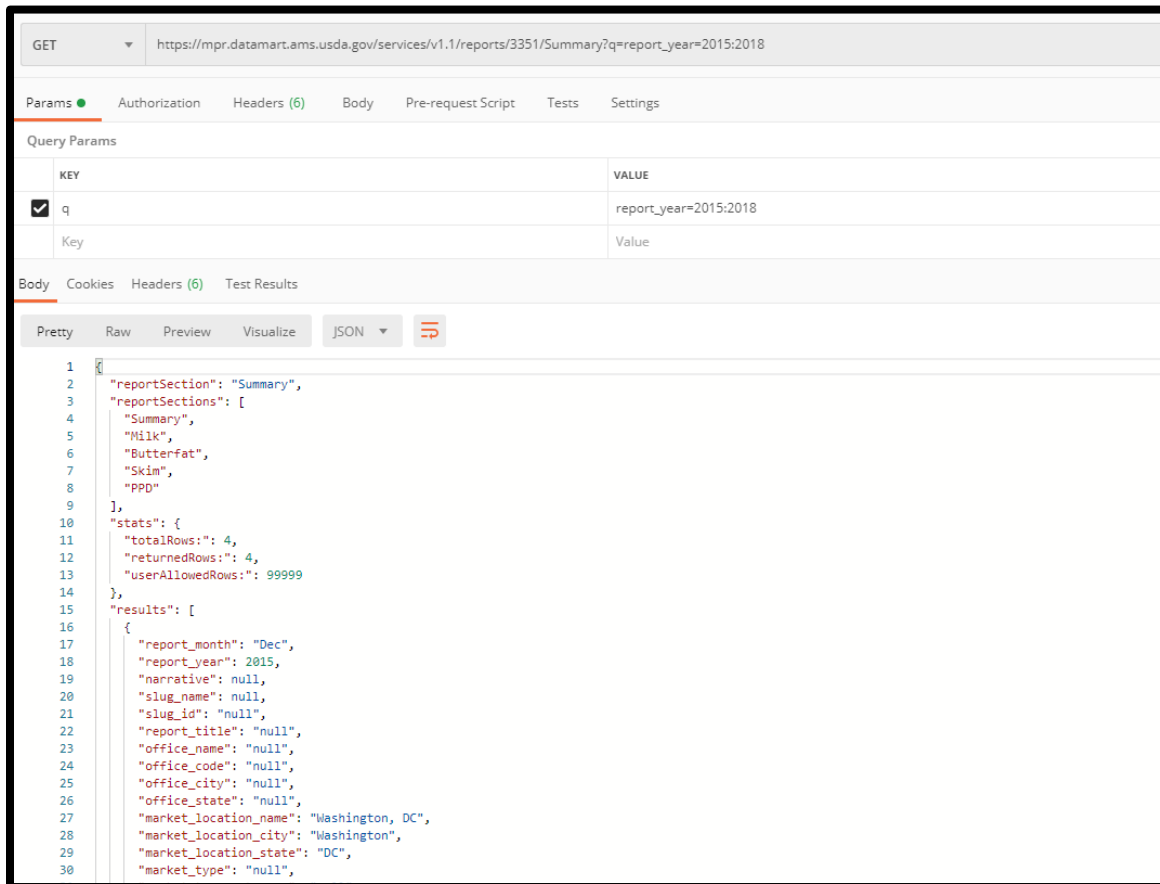 GET https://mpr.datamart.ams.usda.gov/services/v1.1/reports/3351/Summary?q=report_year=2015:2018
Params Authorization Headers (6) Body Pre-request Script Tests Settings
Query Params
KEY VALUE
q report_year=2015:2018
Key Value
Body Cookies Headers (6) Test Results
Pretty Raw Preview Visualize JSON
1 {
2 "reportSection": "Summary",
3 "reportSections": [
4 "Summary",
5 "Milk",
6 "Butterfat",
7 "Skim",
8 "PPD"
9 ],
10 "stats": {
11 "totalRows:": 4,
12 "returnedRows:": 4,
13 "userAllowedRows:": 99999
14 },
15 "results": [
16 {
17 "report_month": "Dec",
18 "report_year": 2015,
19 "narrative": null,
20 "slug_name": null,
21 "slug_id": "null",
22 "report_title": "null",
23 "office_name": "null",
24 "office_code": "null",
25 "office_city": "null",
26 "office_state": "null",
27 "market_location_name": "Washington, DC",
28 "market_location_city": "Washington",
29 "market_location_state": "DC",
30 "market_type": "null",